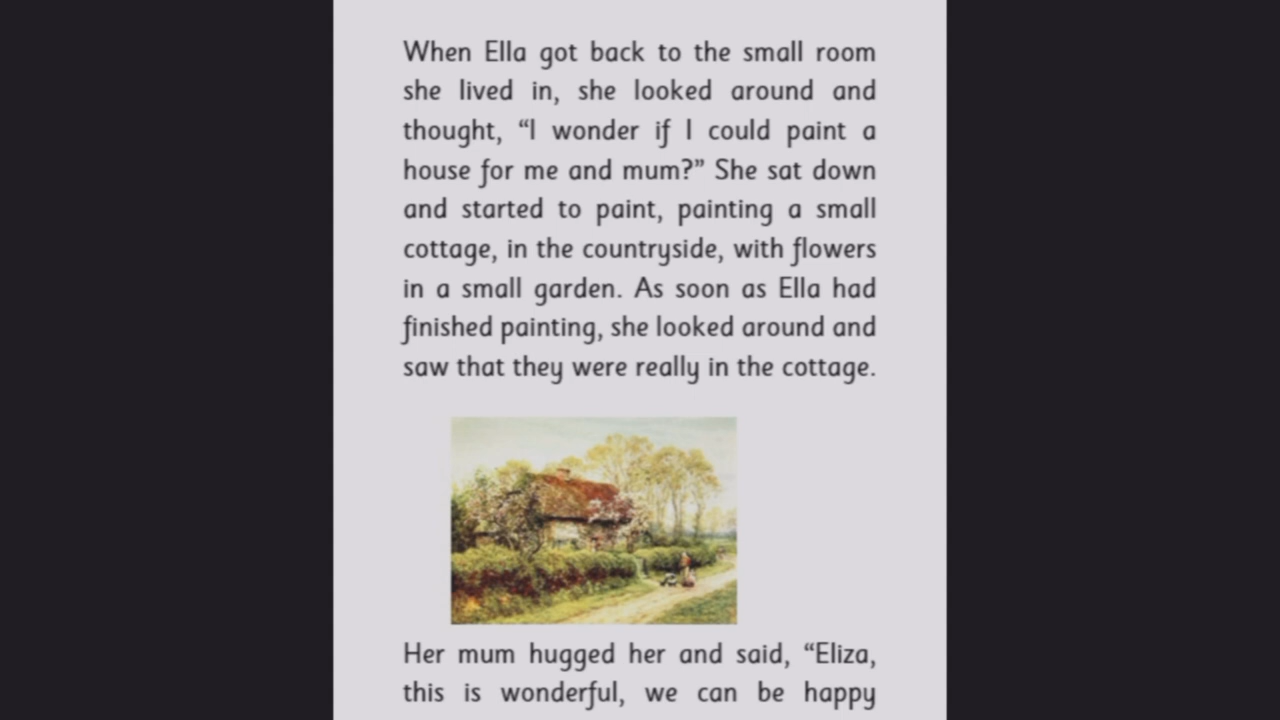 When Ella got back to the small room
she lived in, she looked around and
thought, “I wonder if I could paint a
house for me and mum?” She sat down
and started to paint, painting a small
cottage, in the countryside, with flowers
in a small garden. As soon as Ella had
finished painting, she looked around and
saw that they were really in the cottage.
Her mum hugged her and said, “Eliza,
this is wonderful, we can be happy